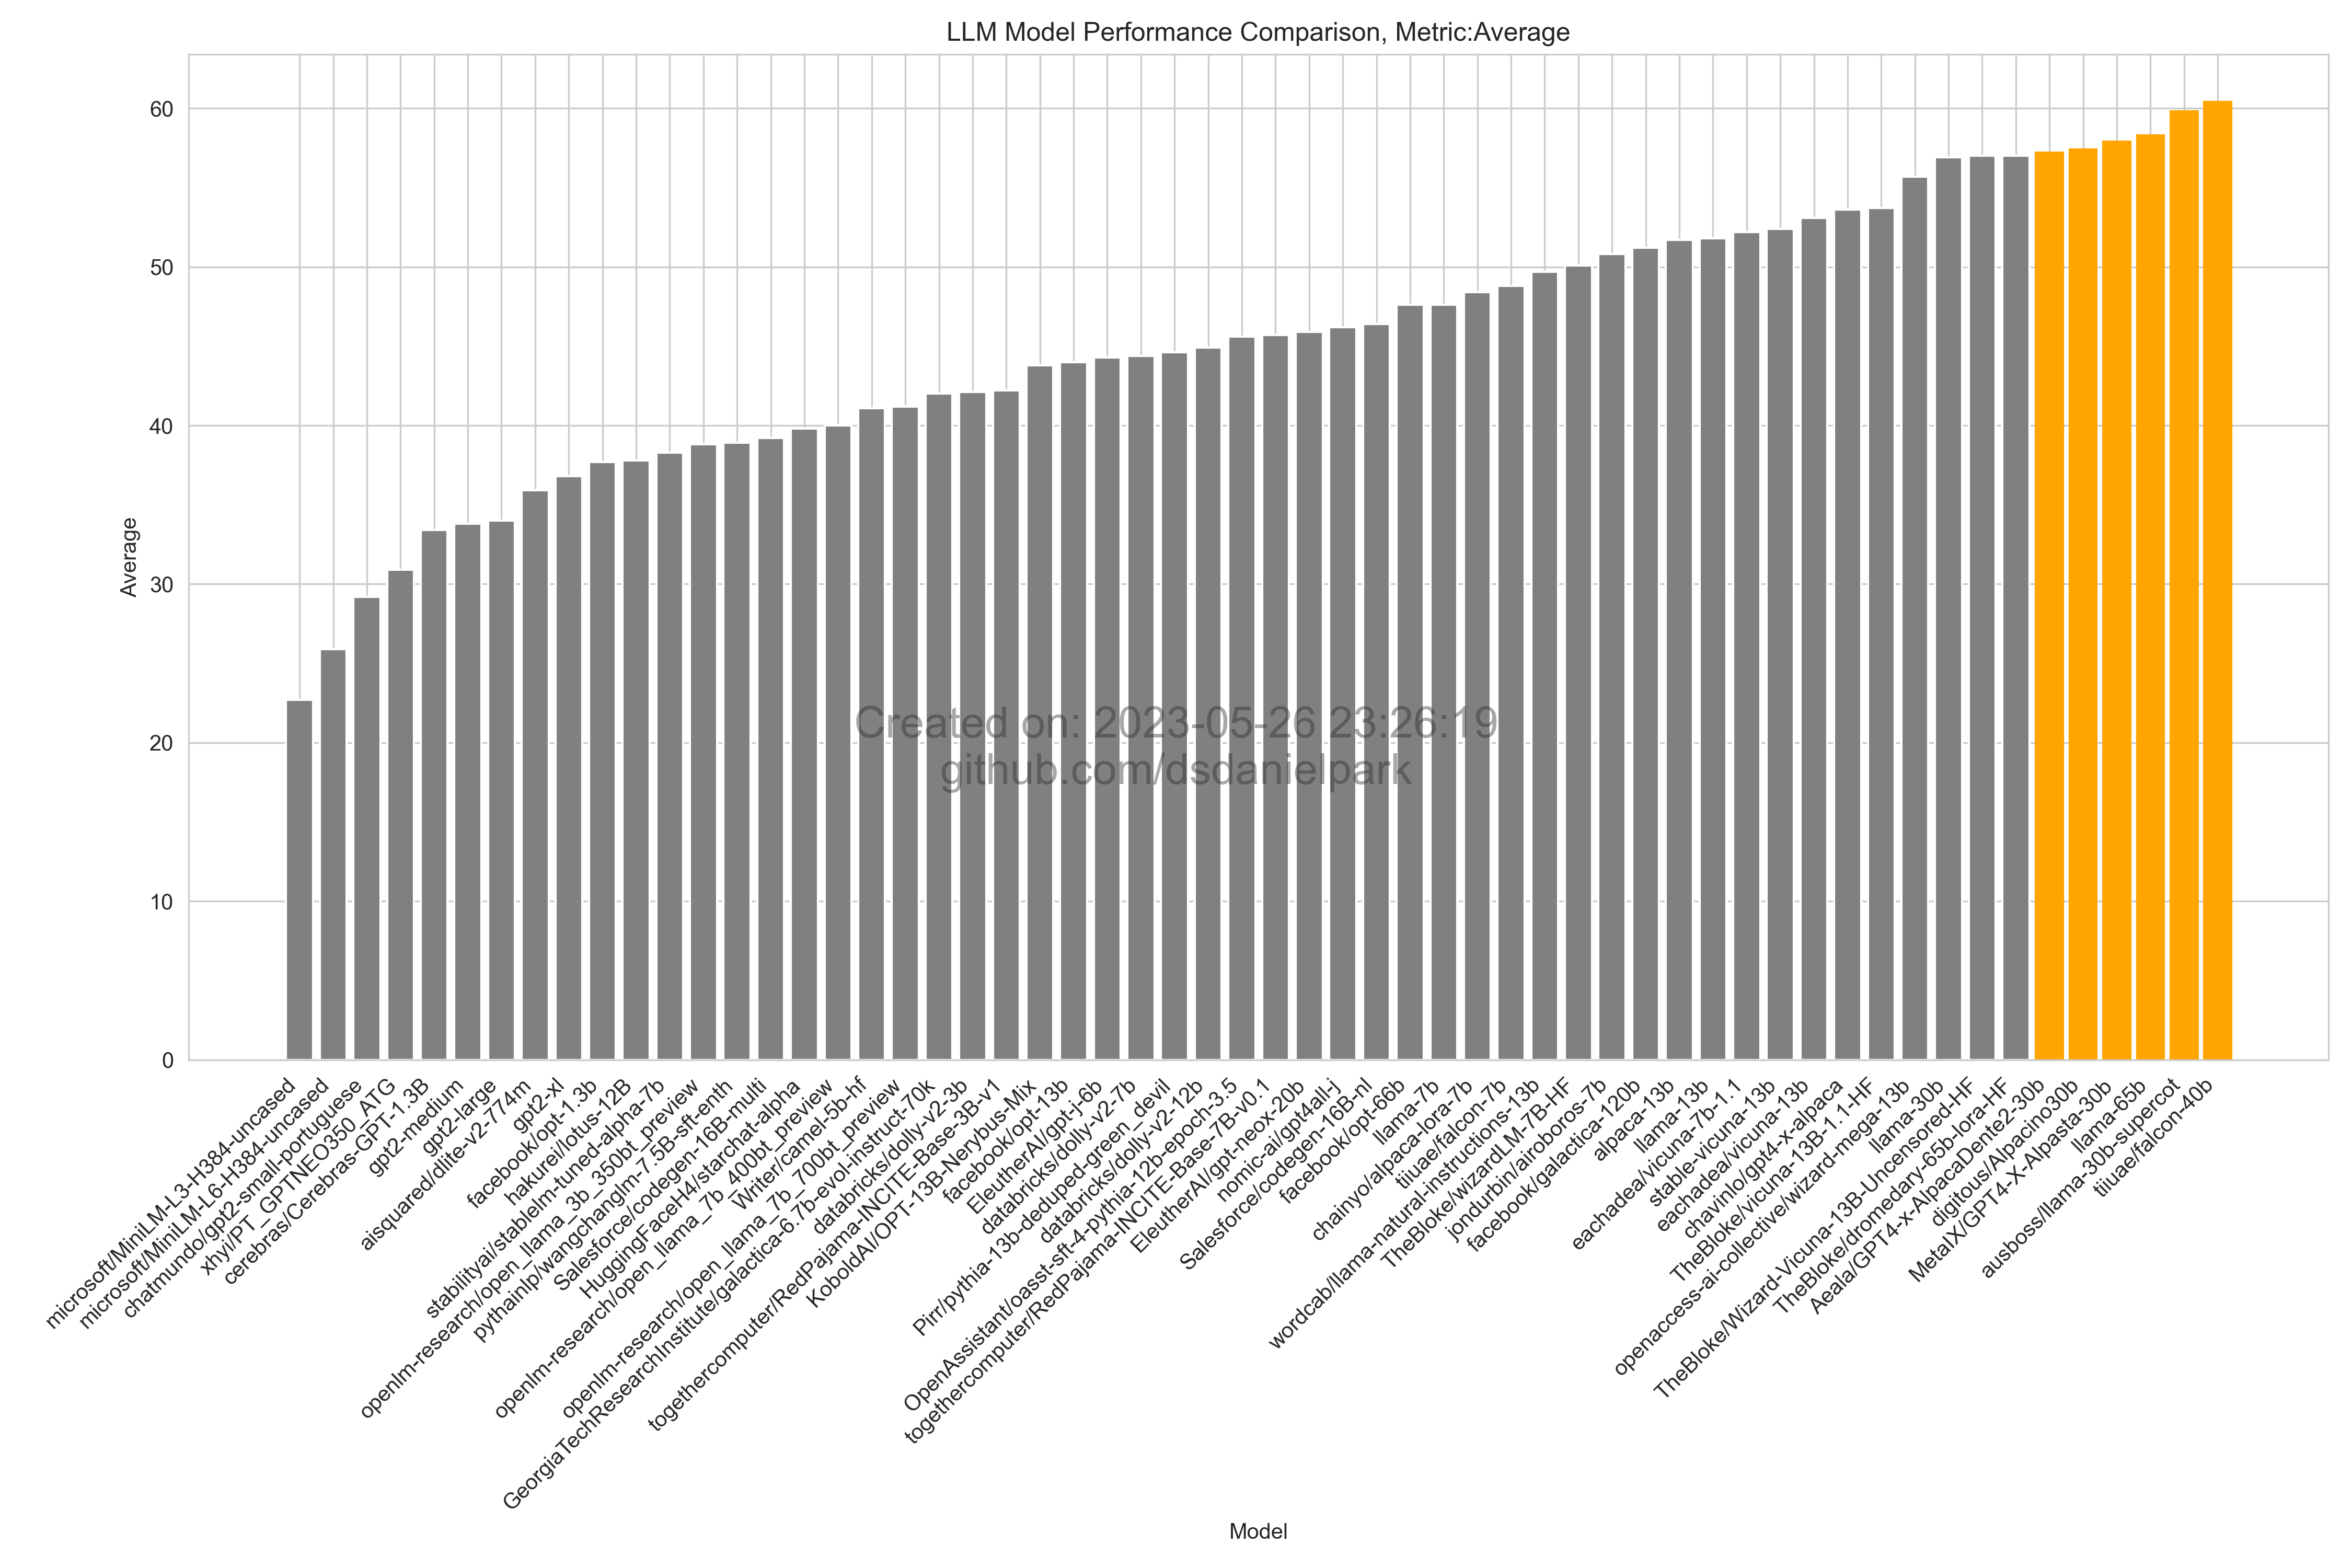 LLM Model Performance Comparison, Metric:Average
60
50
40
30
20
10
0
Average
Created on: 2023-05-26 23:26:19
github.com/dsdanielpark
microsoft/MiniLM-L3-H384-uncased
microsoft/MiniLM-L6-H384-uncased
chatmundo/gpt2-small-portuguese
xhyi/PT_GPTNEO350_ATG
cerebras/Cerebras-GPT-1.3B
gpt2-medium
gpt2-large
aisquared/dlite-v2-774m
gpt2-xl
facebook/opt-1.3b
hakurei/lotus-12B
stabilityai/stablelm-tuned-alpha-7b
openlm-research/open_llama_3b_350bt_preview
pythainlp/wangchanglm-7.5B-sft-enth
Salesforce/codegen-16B-multi
HuggingFaceH4/starchat-alpha
openlm-research/open_llama_7b_400bt_preview
Writer/camel-5b-hf
openlm-research/open_llama_7b_700bt_preview
GeorgiaTechResearchInstitute/galactica-6.7b-evol-instruct-70k
databricks/dolly-v2-3b
togethercomputer/RedPajama-INCITE-Base-3B-v1
KoboldAI/OPT-13B-Nerybus-Mix
facebook/opt-13b
EleutherAI/gpt-j-6b
databricks/dolly-v2-7b
Pirr/pythia-13b-deduped-green_devil
databricks/dolly-v2-12b
OpenAssistant/oasst-sft-4-pythia-12b-epoch-3.5
togethercomputer/RedPajama-INCITE-Base-7B-v0.1
EleutherAI/gpt-neox-20b
nomic-ai/gpt4all-j
Salesforce/codegen-16B-nl
facebook/opt-66b
llama-7b
chainyo/alpaca-lora-7b
tiiuae/falcon-7b
wordcab/llama-natural-instructions-13b
TheBloke/wizardLM-7B-HF
jondurbin/airoboros-7b
facebook/galactica-120b
alpaca-13b
llama-13b
eachadea/vicuna-7b-1.1
stable-vicuna-13b
eachadea/vicuna-13b
chavinlo/gpt4-x-alpaca
TheBloke/vicuna-13B-1.1-HF
openaccess-ai-collective/wizard-mega-13b
llama-30b
TheBloke/Wizard-Vicuna-13B-Uncensored-HF
TheBloke/dromedary-65b-lora-HF
Aeala/GPT4-x-AlpacaDente2-30b
digitous/Alpacino30b
MetaIX/GPT4-X-Alpasta-30b
llama-65b
ausboss/llama-30b-supercot
tiiuae/falcon-40b
Model